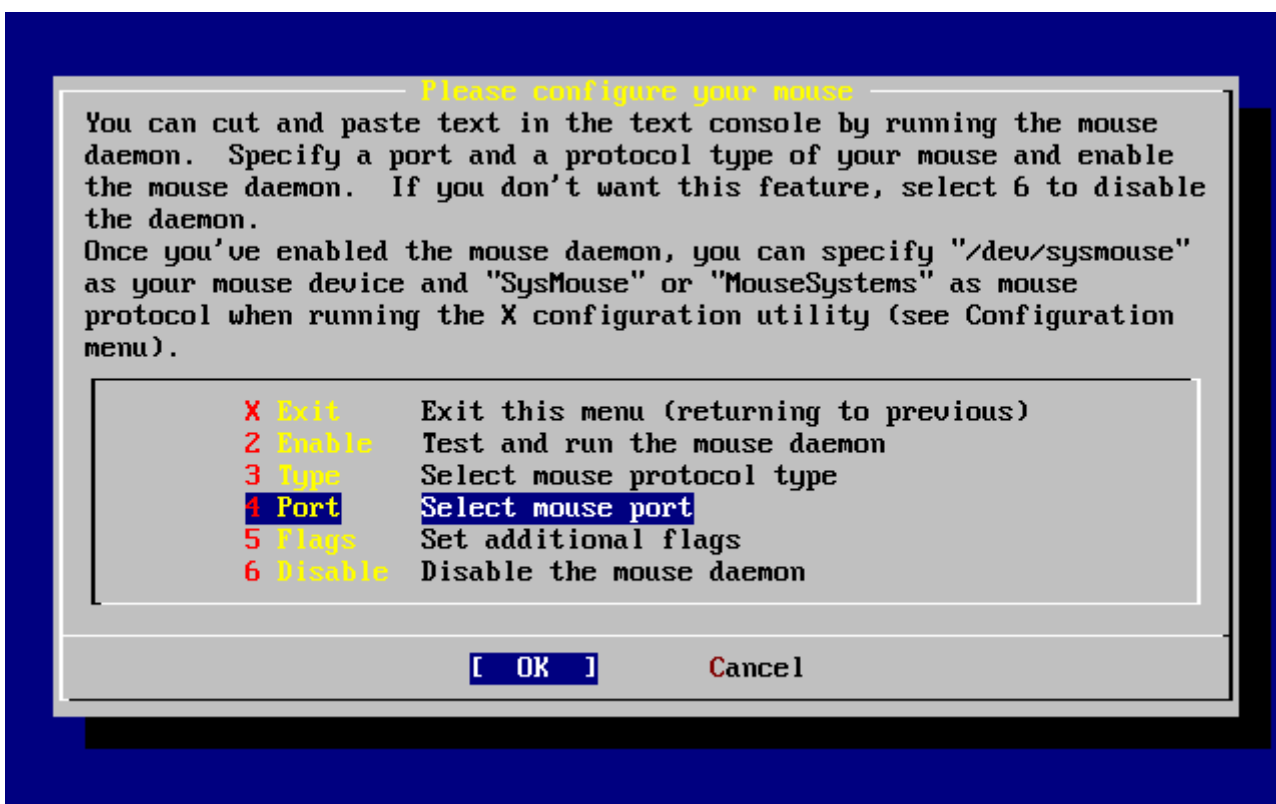 Please configure your mouse
You can cut and paste text in the text console by running the mouse
daemon.  Specify a port and a protocol type of your mouse and enable
the mouse daemon.  If you don't want this feature, select 6 to disable
the daemon.
Once you've enabled the mouse daemon, you can specify "/dev/sysmouse"
as your mouse device and "SysMouse" or "MouseSystems" as mouse
protocol when running the X configuration utility (see Configuration
menu).
X Exit     Exit this menu (returning to previous)
2 Enable   Test and run the mouse daemon
3 Type     Select mouse protocol type
4 Port     Select mouse port
5 Flags    Set additional flags
6 Disable  Disable the mouse daemon
[  OK  ]       Cancel